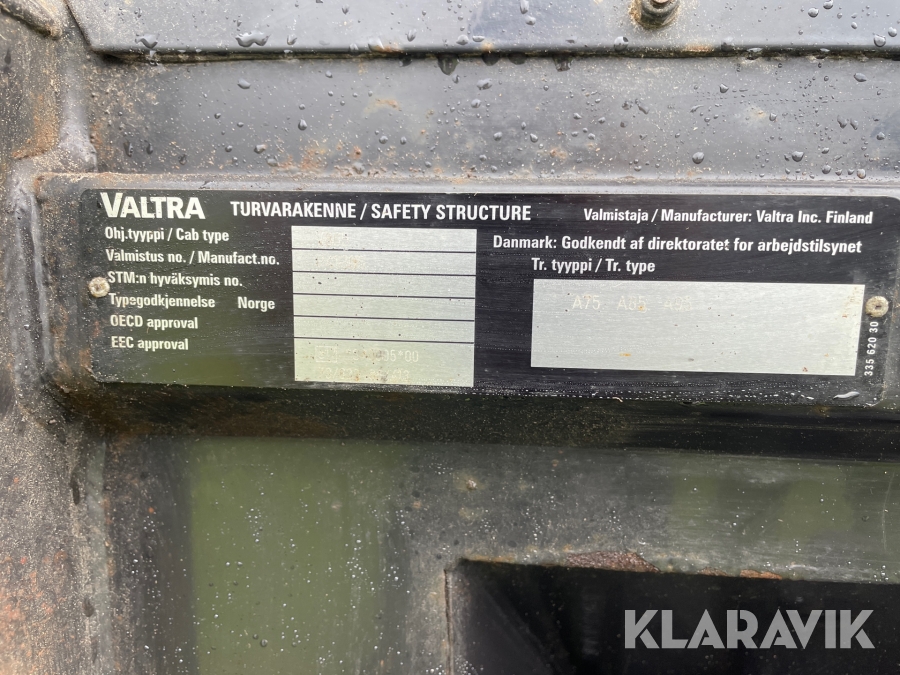 VALTRA TURVARAKENNE / SAFETY STRUCTURE
Valmistaja / Manufacturer: Valtra Inc. Finland
Ohj.tyyppi / Cab type
Valmistus no. / Manufact.no.
STM:n hyväksymis no.
Typegodkjennelse Norge
OECD approval
EEC approval
Danmark: Godkendt af direktoratet for arbejdstilsynet
Tr. tyyppi / Tr. type
A75
335 620 30
KLARAVIK